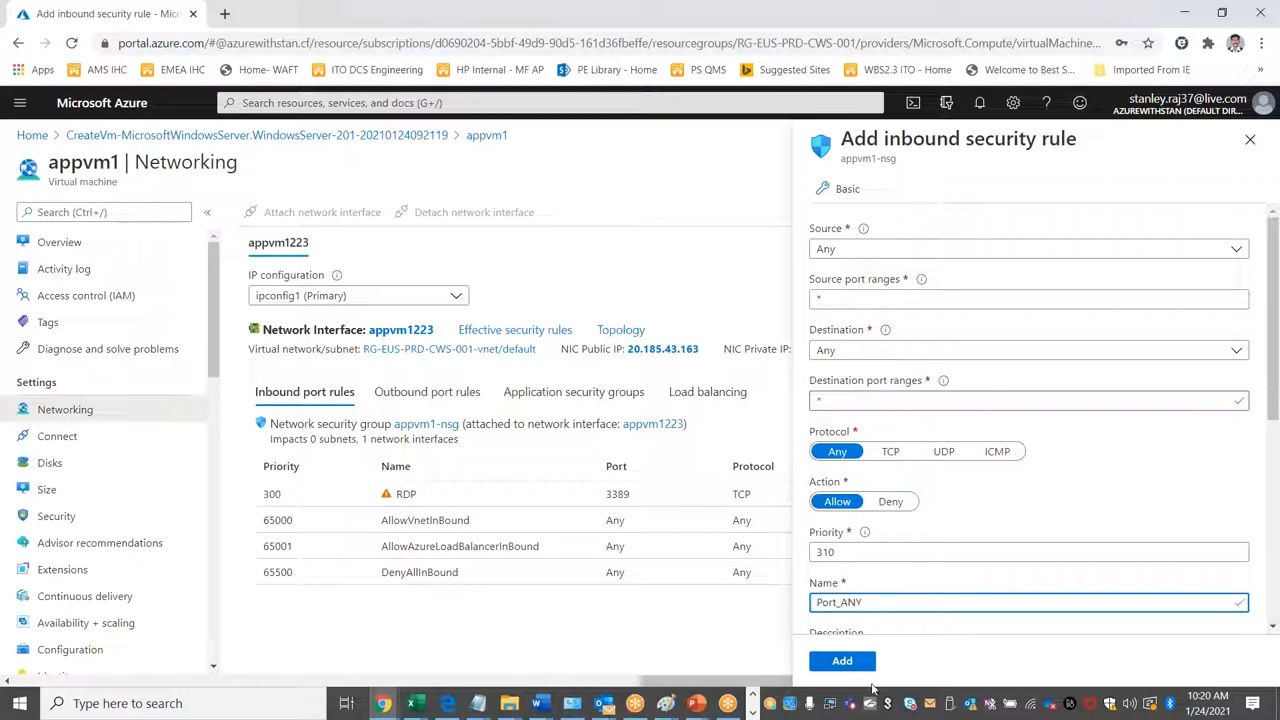 Add inbound security rule - Micr
portal.azure.com/#@azurewithstan.cf/resource/subscriptions/d0690204-5bbf-49d9-90d5-161d36fbeffe/resourcegroups/RG-EUS-PRD-CWS-001/providers/Microsoft.Compute/virtualMachine...
Apps
AMS IHC
EMEA IHC
Home- WAFT
ITO DCS Engineering
HP Internal - MF AP
PE Library - Home
PS QMS
Suggested Sites
WBS2.3 ITO - Home
Welcome to Best S...
Imported From IE
Microsoft Azure
Search resources, services, and docs (G+/)
stanley.raj37@live.com
AZUREWITHSTAN (DEFAULT DIR...
Home > CreateVm-MicrosoftWindowsServer.WindowsServer-201-20210124092119 > appvm1
appvm1 | Networking
Virtual machine
Search (Ctrl+/)
Overview
Activity log
Access control (IAM)
Tags
Diagnose and solve problems
Settings
Networking
Connect
Disks
Size
Security
Advisor recommendations
Extensions
Continuous delivery
Availability + scaling
Configuration
Attach network interface
Detach network interface
appvm1223
IP configuration
ipconfig1 (Primary)
Network Interface: appvm1223
Effective security rules
Topology
Virtual network/subnet: RG-EUS-PRD-CWS-001-vnet/default
NIC Public IP: 20.185.43.163
NIC Private IP:
Inbound port rules
Outbound port rules
Application security groups
Load balancing
Network security group appvm1-nsg (attached to network interface: appvm1223)
Impacts 0 subnets, 1 network interfaces
Priority Name Port Protocol
300 RDP 3389 TCP
65000 AllowVnetInBound Any Any
65001 AllowAzureLoadBalancerInBound Any Any
65500 DenyAllInBound Any Any
Add inbound security rule
appvm1-nsg
Basic
Source *
Any
Source port ranges *
*
Destination *
Any
Destination port ranges *
*
Protocol *
Any TCP UDP ICMP
Action *
Allow Deny
Priority *
310
Name *
Port_ANY
Description
Add
Type here to search
10:20 AM
1/24/2021